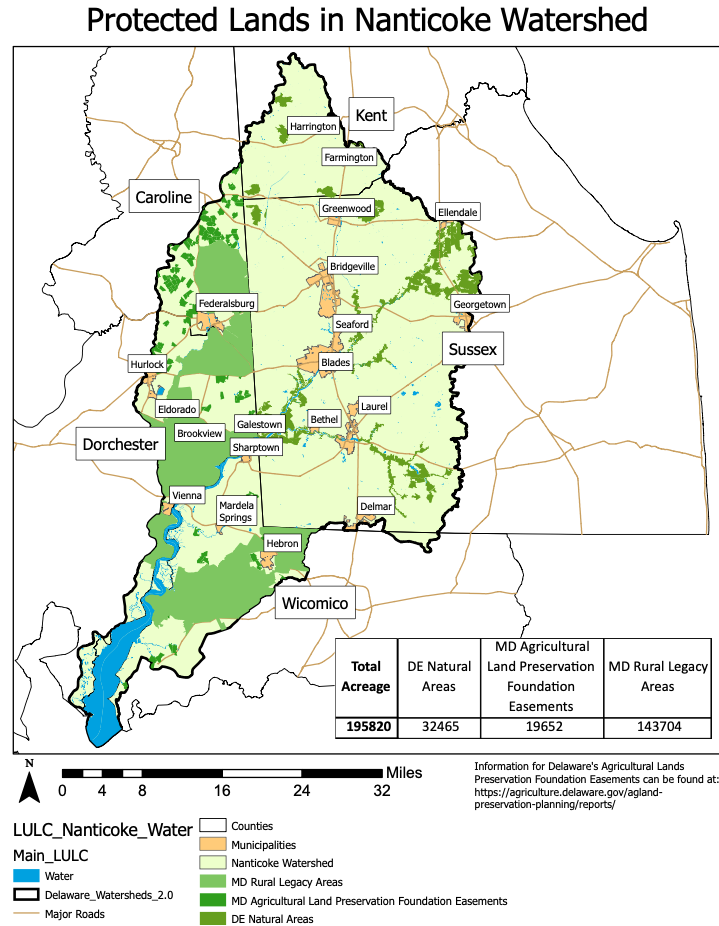 Protected Lands in Nanticoke Watershed
Kent
Harrington
Farmington
Caroline
Greenwood
Ellendale
Bridgeville
Federalsburg
Georgetown
Seaford
Sussex
Blades
Hurlock
Laurel
Eldorado
Galestown
Bethel
Brookview
Dorchester
Sharptown
Vienna
Mardela
Springs
Delmar
Hebron
Wicomico
Total
Acreage
DE Natural
Areas
MD Agricultural
Land Preservation
Foundation
Easements
MD Rural Legacy
Areas
195820
32465
19652
143704
N
Miles
0 4 8 16 24 32
Information for Delaware's Agricultural Lands
Preservation Foundation Easements can be found at:
https://agriculture.delaware.gov/agland-
preservation-planning/reports/
LULC_Nanticoke_Water
Main_LULC
Water
Delaware_Watersheds_2.0
Major Roads
Counties
Municipalities
Nanticoke Watershed
MD Rural Legacy Areas
MD Agricultural Land Preservation Foundation Easements
DE Natural Areas